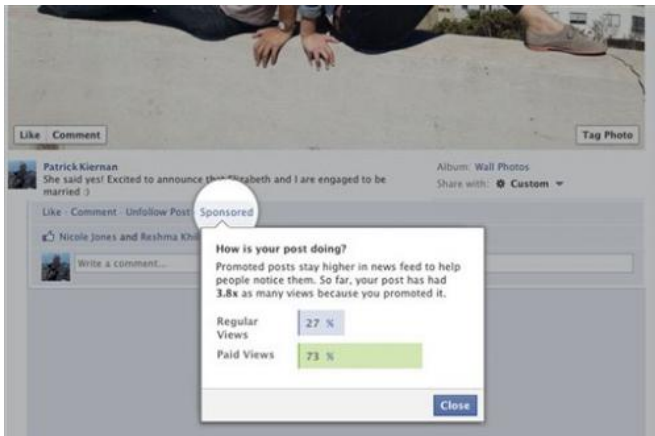 Like Comment
Tag Photo
Patrick Kiernan
She said yes! Excited to announce that Elizabeth and I are engaged to be
married :)
Album: Wall Photos
Share with: Custom
Like · Comment · Unfollow Post · Sponsored
Nicole Jones and Reshma
Write a comment...
How is your post doing?
Promoted posts stay higher in news feed to help
people notice them. So far, your post has had
3.8x as many views because you promoted it.
Regular
Views
27 %
Paid Views
73 %
Close